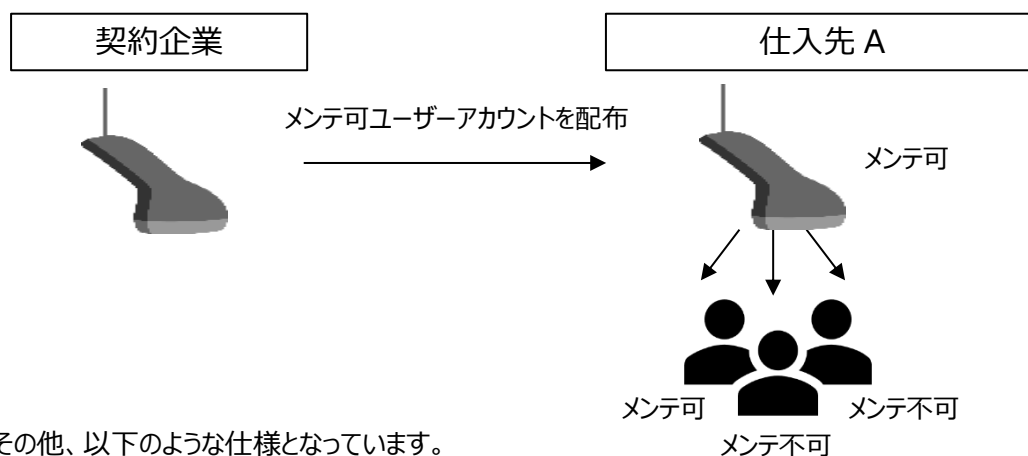 契約企業
仕入先 A
メンテ可ユーザーアカウントを配布
メンテ可
メンテ可
メンテ不可
メンテ不可
その他、以下のような仕様となっています。